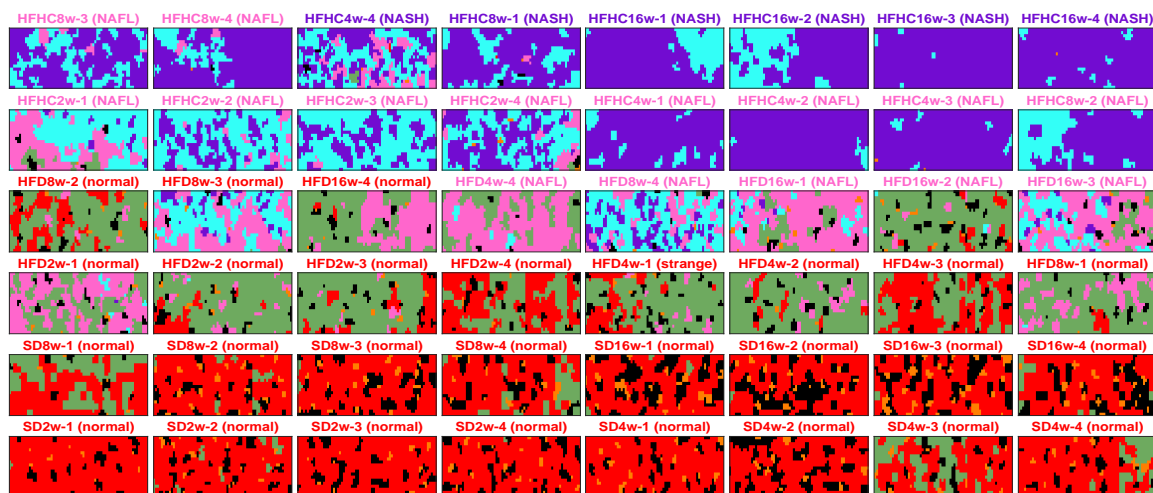 HFHC8w-3 (NAFL) HFHC8w-4 (NAFL) HFHC4w-4 (NASH) HFHC8w-1 (NASH) HFHC16w-1 (NASH) HFHC16w-2 (NASH) HFHC16w-3 (NASH) HFHC16w-4 (NASH)
HFHC2w-1 (NAFL) HFHC2w-2 (NAFL) HFHC2w-3 (NAFL) HFHC2w-4 (NAFL) HFHC4w-1 (NAFL) HFHC4w-2 (NAFL) HFHC4w-3 (NAFL) HFHC8w-2 (NAFL)
HFD8w-2 (normal) HFD8w-3 (normal) HFD16w-4 (normal) HFD4w-4 (NAFL) HFD8w-4 (NAFL) HFD16w-1 (NAFL) HFD16w-2 (NAFL) HFD16w-3 (NAFL)
HFD2w-1 (normal) HFD2w-2 (normal) HFD2w-3 (normal) HFD2w-4 (normal) HFD4w-1 (strange) HFD4w-2 (normal) HFD4w-3 (normal) HFD8w-1 (normal)
SD8w-1 (normal) SD8w-2 (normal) SD8w-3 (normal) SD8w-4 (normal) SD16w-1 (normal) SD16w-2 (normal) SD16w-3 (normal) SD16w-4 (normal)
SD2w-1 (normal) SD2w-2 (normal) SD2w-3 (normal) SD2w-4 (normal) SD4w-1 (normal) SD4w-2 (normal) SD4w-3 (normal) SD4w-4 (normal)